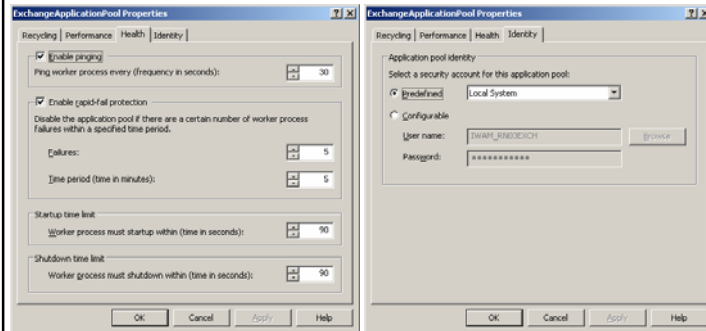 ExchangeApplicationPool Properties
Recycling | Performance | Health | Identity
Enable pinging
Ping worker process every (frequency in seconds): 30
Enable rapid-fail protection
Disable the application pool if there are a certain number of worker process
failures within a specified time period.
Failures: 5
Time period (time in minutes): 5
Startup time limit
Worker process must startup within (time in seconds): 90
Shutdown time limit
Worker process must shutdown within (time in seconds): 90
OK Cancel Apply Help
ExchangeApplicationPool Properties
Recycling | Performance | Health | Identity
Application pool identity
Select a security account for this application pool:
Predefined Local System
Configurable
User name: IWAM_RN03EXCH Browse
Password: ***********
OK Cancel Apply Help